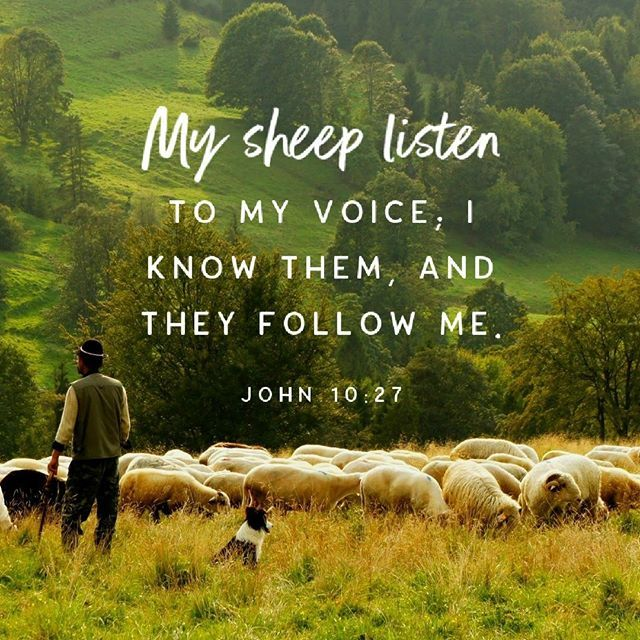 My sheep listen
TO MY VOICE; I
KNOW THEM, AND
THEY FOLLOW ME.
JOHN 10:27